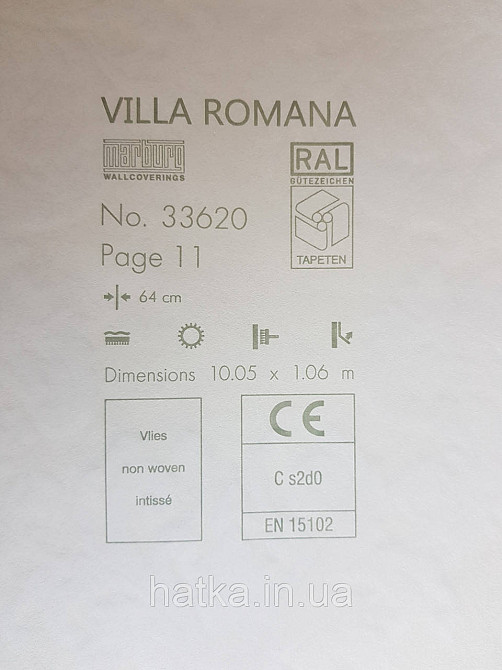 VILLA ROMANA
marburg
WALLCOVERINGS
RAL
GÜTEZEICHEN
TAPETEN
No. 33620
Page 11
64 cm
Dimensions 10.05 x 1.06 m
Vlies
non woven
intissé
CE
C s2d0
EN 15102
hatka.in.ua